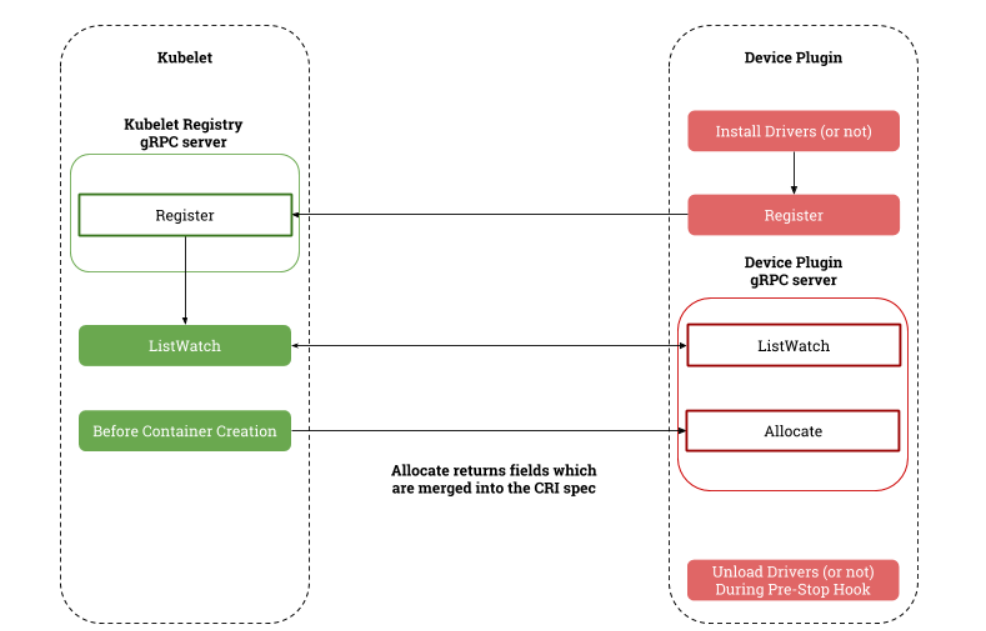 Kubelet
Kubelet Registry
gRPC server
Register
ListWatch
Before Container Creation
Allocate returns fields which
are merged into the CRI spec
Device Plugin
Install Drivers (or not)
Register
Device Plugin
gRPC server
ListWatch
Allocate
Unload Drivers (or not)
During Pre-Stop Hook